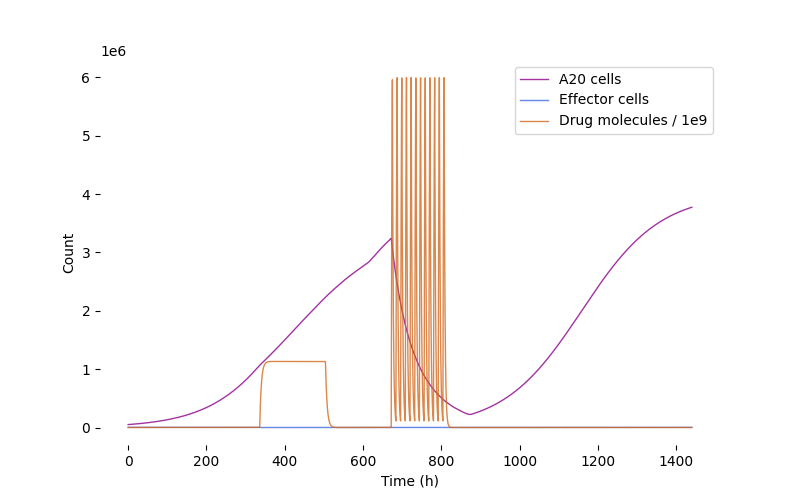 1e6
A20 cells
Effector cells
Drug molecules / 1e9
6
5
4
3
2
1
0
Count
0 200 400 600 800 1000 1200 1400
Time (h)